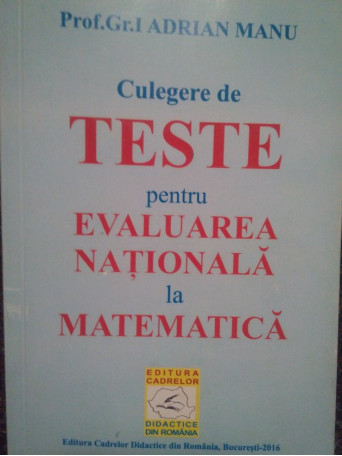 Prof.Gr.I ADRIAN MANU
Culegere de
TESTE
pentru
EVALUAREA
NAȚIONALĂ
la
MATEMATICĂ
EDITURA
CADRELOR
DIDACTICE
DIN ROMÂNIA
Editura Cadrelor Didactice din România, București-2016